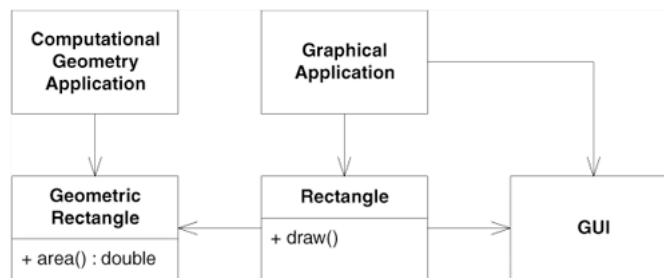 Computational
Geometry
Application
Graphical
Application
Geometric
Rectangle
+ area() : double
Rectangle
+ draw()
GUI